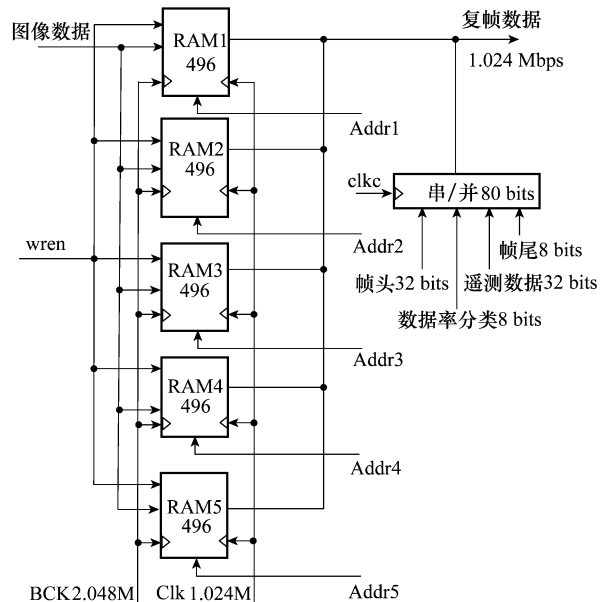 图像数据
RAM1
496
复帧数据
1.024 Mbps
Addr1
RAM2
496
clkc
串/并80 bits
wren
Addr2
帧尾8 bits
帧头32 bits
遥测数据32 bits
数据率分类8 bits
RAM3
496
Addr3
RAM4
496
Addr4
RAM5
496
BCK2.048M
Clk 1.024M
Addr5